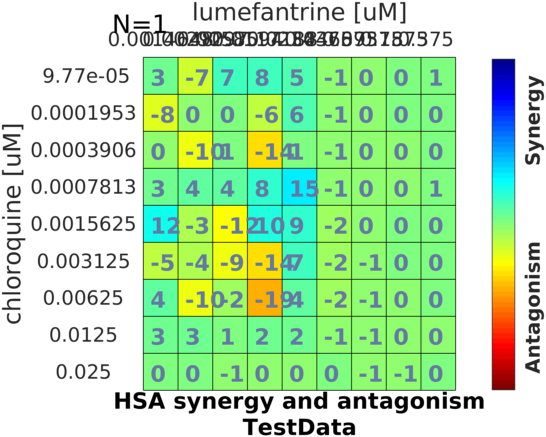 lumefantrine [uM]
N=1
9.77e-05 3 -7 7 8 5 -1 0 0 1
0.0001953 -8 0 0 -6 6 -1 0 0 0
0.0003906 0 -10 1 -14 1 -1 0 0 0
0.0007813 3 4 4 8 15 -1 0 0 1
0.0015625 12 -3 -12 10 9 -2 0 0 0
0.003125 -5 -4 -9 -14 7 -2 -1 0 0
0.00625 4 -10 -2 -19 4 -2 0 0 0
0.0125 3 3 1 2 2 -1 -1 0 0
0.025 0 0 -1 0 0 0 -1 -1 0
chloroquine [uM]
Synergy
Antagonism
HSA synergy and antagonism
TestData